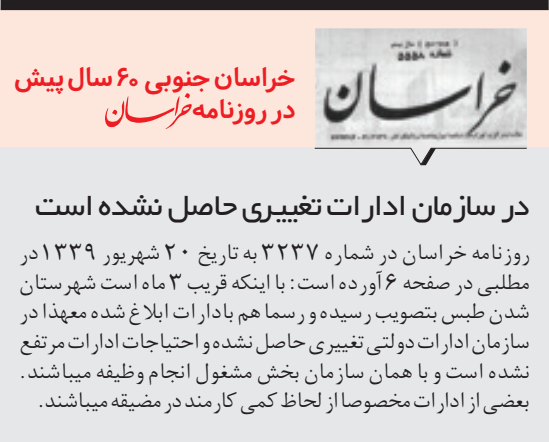 خراسان
خراسان جنوبی ۶۰ سال پیش
در روزنامه خراسان
در سازمان ادارات تغییری حاصل نشده است
روزنامه خراسان در شماره ۳۲۳۷ به تاریخ ۲۰ شهریور ۱۳۳۹ در
مطلبی در صفحه ۶ آورده است: با اینکه قریب ۳ ماه است شهرستان
شدن طبس بتصویب رسیده و رسما هم بادارات ابلاغ شده معهذا در
سازمان ادارات دولتی تغییری حاصل نشده و احتیاجات ادارات مرتفع
نشده است و با همان سازمان بخش مشغول انجام وظیفه میباشند.
بعضی از ادارات مخصوصا از لحاظ کمی کارمند در مضیقه میباشند.